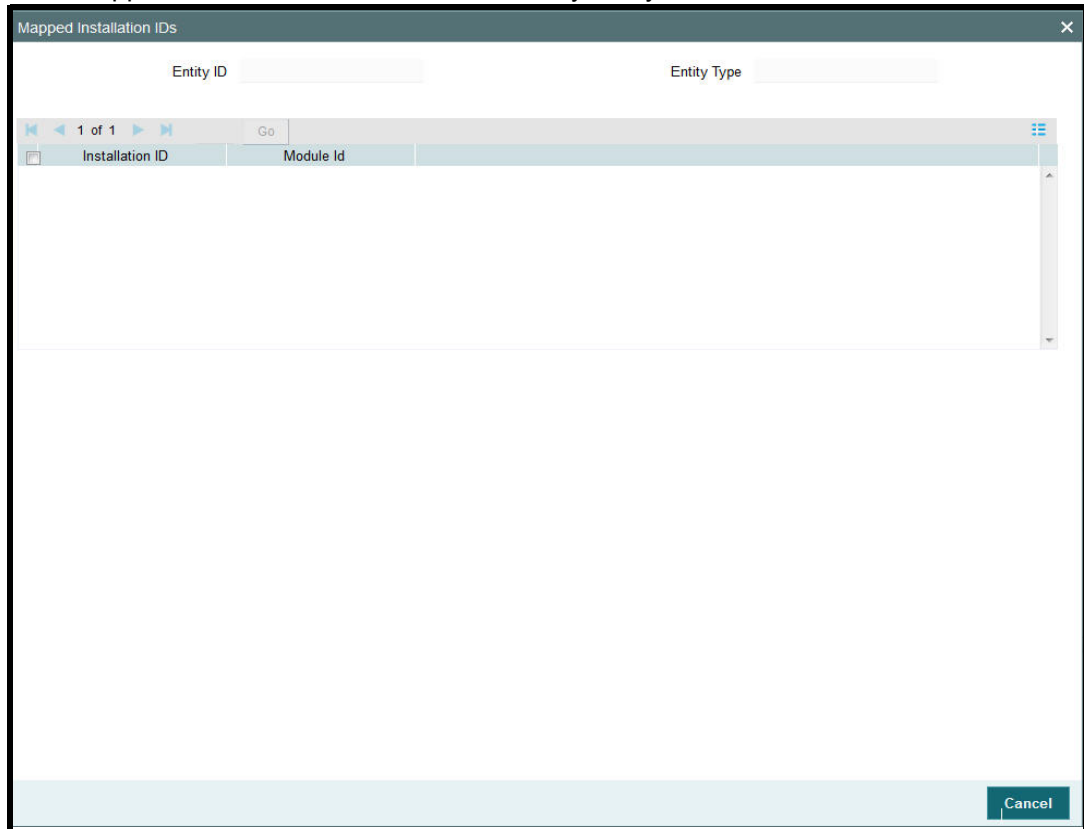 Mapped Installation IDs
Entity ID Entity Type
1 of 1 Go
Installation ID Module Id
Cancel